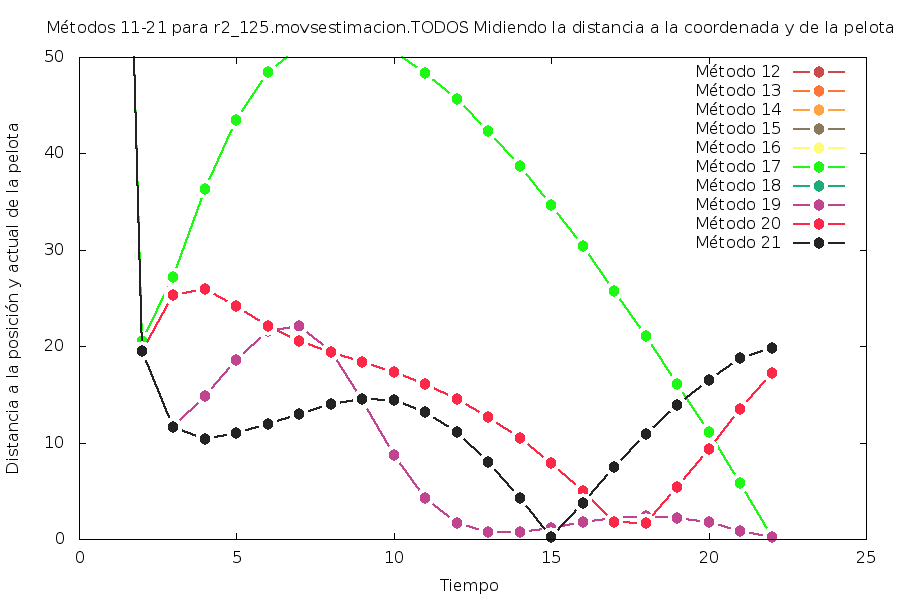 Métodos 11-21 para r2_125.movsestimacion.TODOS Midiendo la distancia a la coordenada y de la pelota
Distancia a la posición y actual de la pelota
50
40
30
20
10
0
0
5
10
15
20
25
Tiempo
Método 12
Método 13
Método 14
Método 15
Método 16
Método 17
Método 18
Método 19
Método 20
Método 21